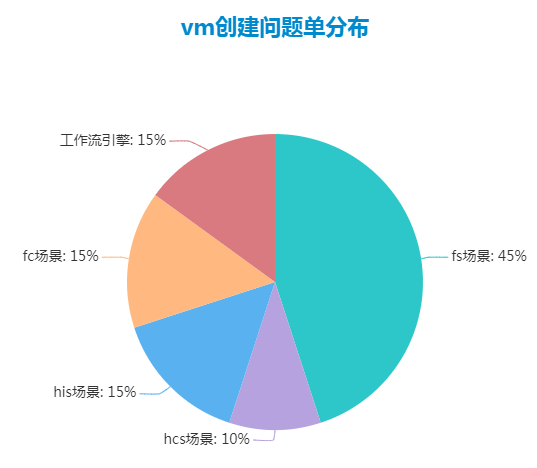 vm创建问题单分布
工作流引擎: 15%
fc场景: 15%
fs场景: 45%
his场景: 15%
hcs场景: 10%